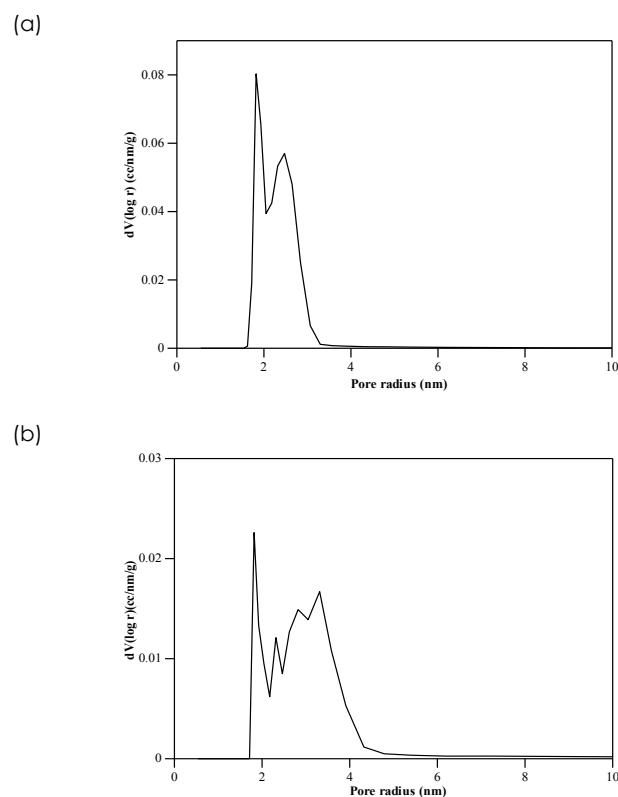 (a)
0.08
0.06
0.04
0.02
0
dV(log r) (cc/nm/g)
0 2 4 6 8 10
Pore radius (nm)
(b)
0.03
0.02
0.01
0
dV(log r)(cc/nm/g)
0 2 4 6 8 10
Pore radius (nm)